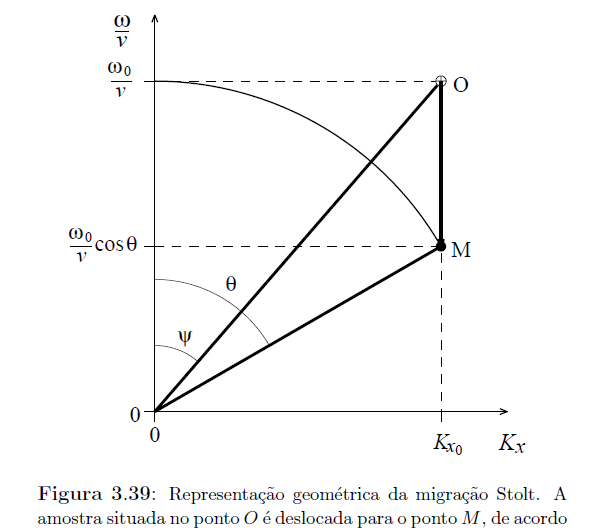 ω/v
ω₀/v
O
ω₀/v cos θ
M
θ
ψ
0
0
Kx₀
Kx
Figura 3.39: Representação geométrica da migração Stolt. A
amostra situada no ponto O é deslocada para o ponto M, de acordo